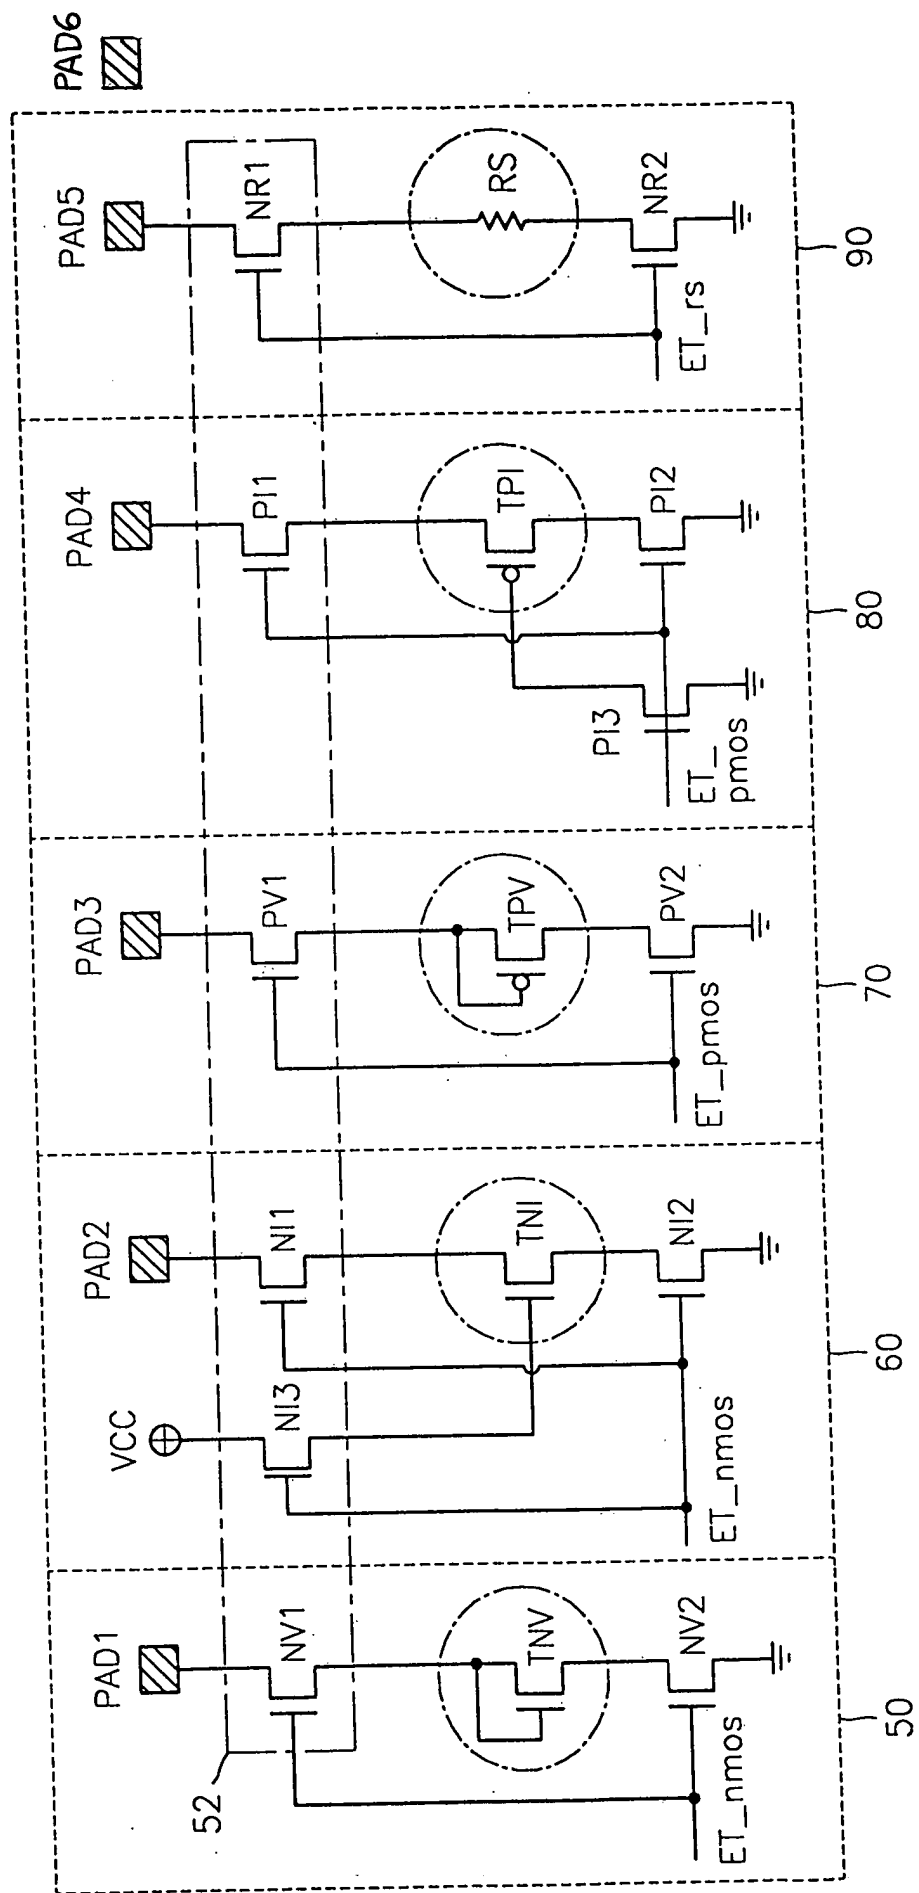 PAD1
NV1
52
TNV
NV2
ET_nmos
50
PAD2
VCC
NI1
NI3
TNI
NI2
ET_nmos
60
PAD3
PV1
TPV
PV2
ET_pmos
70
PAD4
PI1
TPI
PI2
PI3
ET_
pmos
80
PAD5
NR1
RS
NR2
ET_rs
90
PAD6